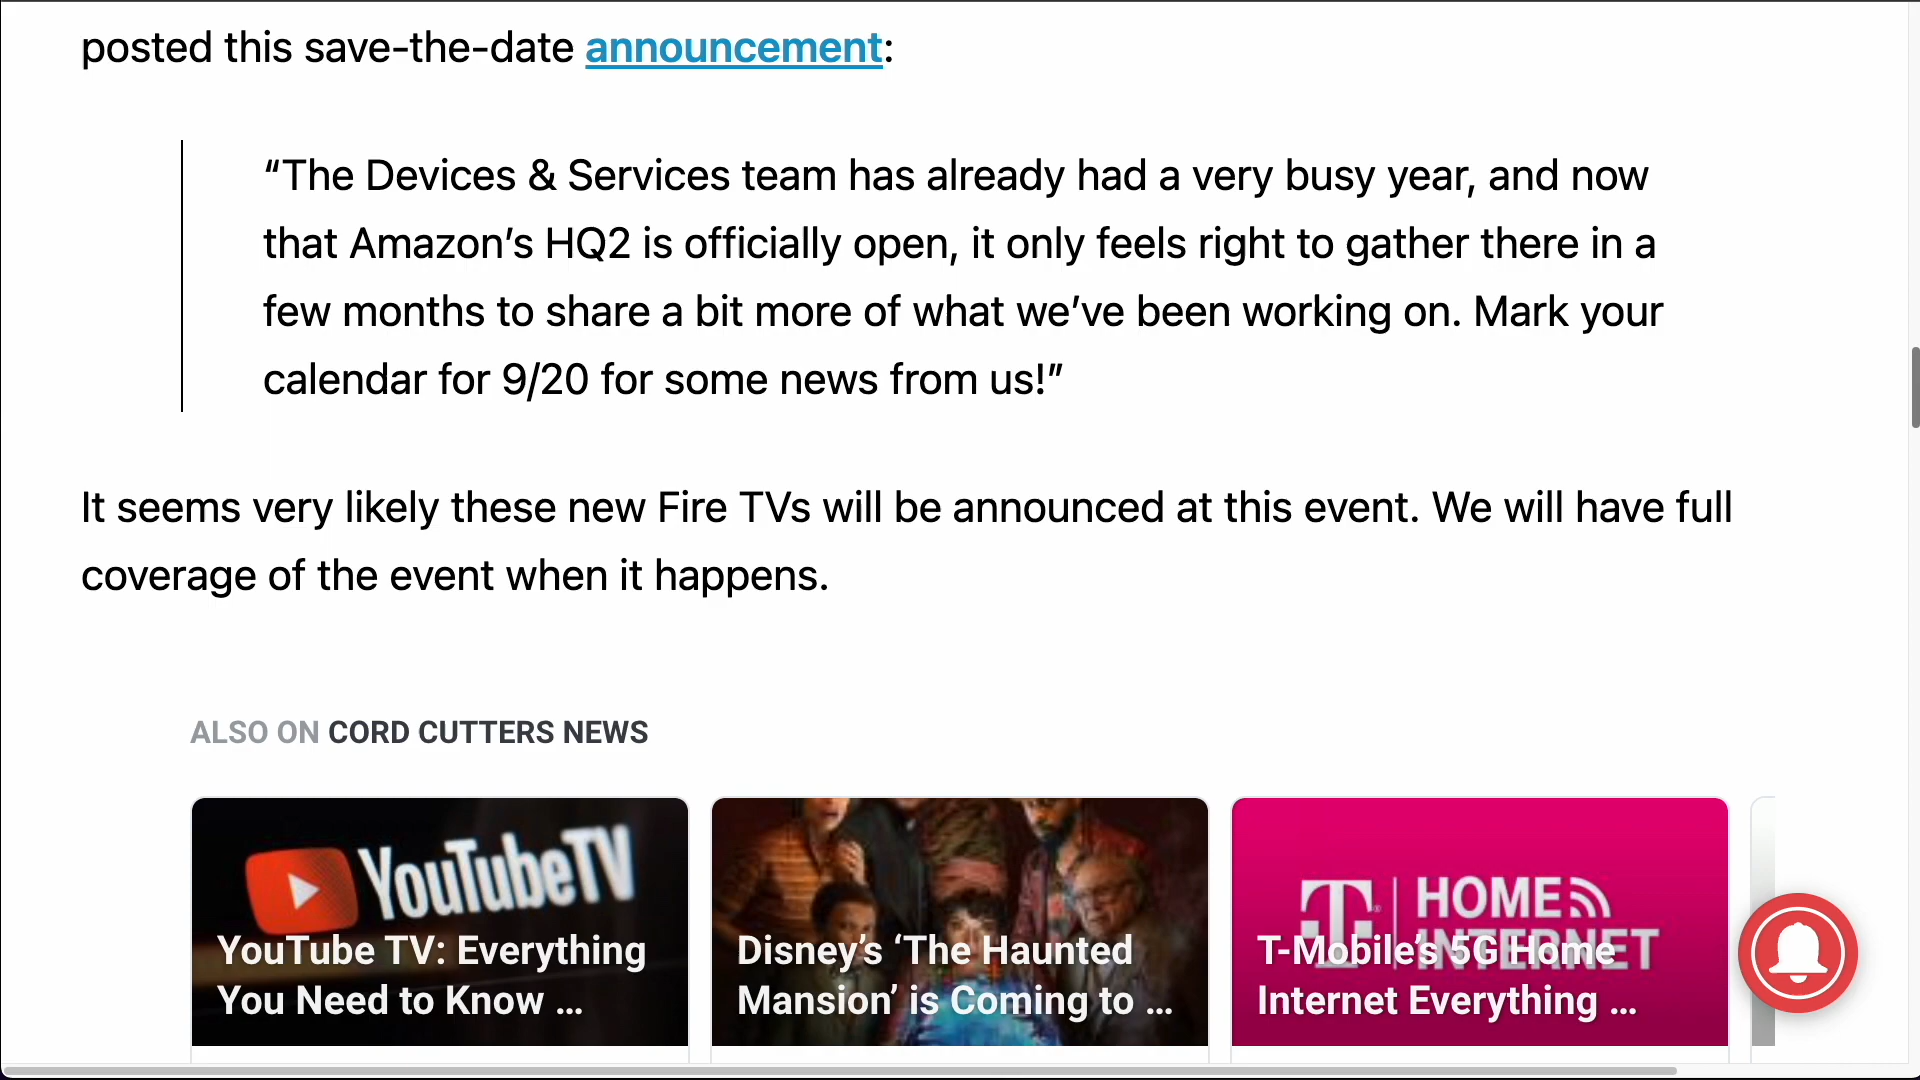 posted this save-the-date announcement:
“The Devices & Services team has already had a very busy year, and now
that Amazon’s HQ2 is officially open, it only feels right to gather there in a
few months to share a bit more of what we’ve been working on. Mark your
calendar for 9/20 for some news from us!”
It seems very likely these new Fire TVs will be announced at this event. We will have full
coverage of the event when it happens.
ALSO ON CORD CUTTERS NEWS
YouTubeTV
YouTube TV: Everything
You Need to Know ...
Disney’s ‘The Haunted
Mansion’ is Coming to ...
T HOME
INTERNET
T-Mobile’s 5G Home
Internet Everything ...